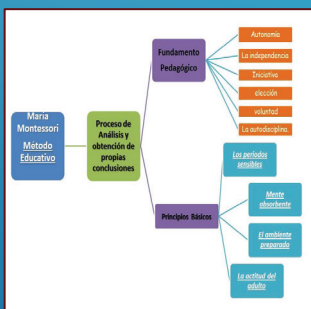 María
Montessori
Método
Educativo
Proceso de
Análisis y
obtención de
propias
conclusiones
Fundamento
Pedagógico
Autonomía
La independencia
Iniciativa
elección
voluntad
La autodisciplina
Principios Básicos
Los períodos
sensibles
Mente
absorbente
El ambiente
preparado
La actitud del
adulto